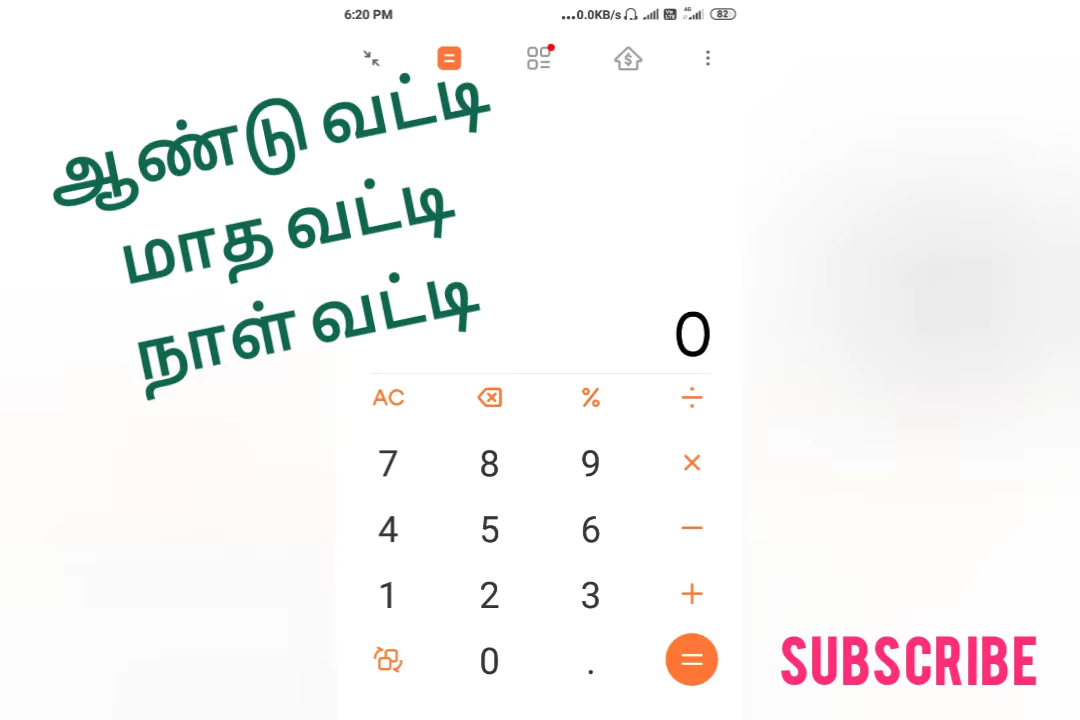 6:20 PM
...0.0KB/s 4G 82
ஆண்டு வட்டி
மாத வட்டி
நாள் வட்டி
0
AC % ÷
7 8 9 ×
4 5 6 −
1 2 3 +
0 . =
SUBSCRIBE